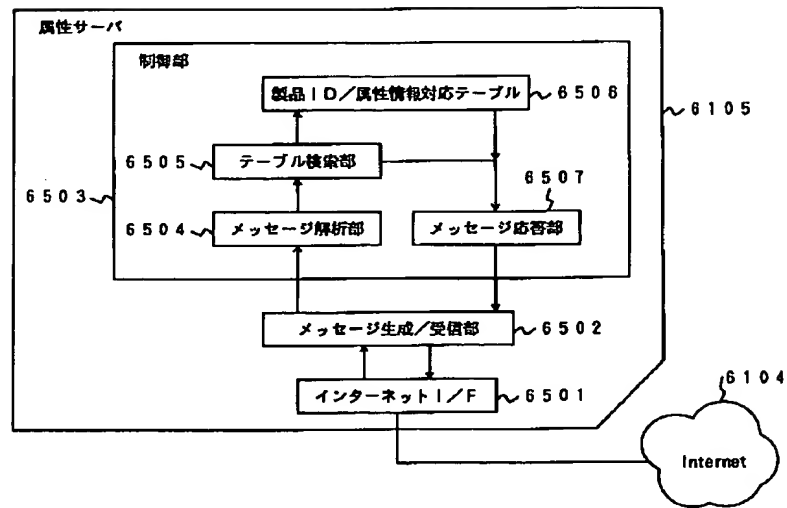 属性サーバ
制御部
製品ID/属性情報対応テーブル
6506
6105
6505
テーブル検索部
6507
6503
6504
メッセージ解析部
メッセージ応答部
メッセージ生成/受信部
6502
インターネットI/F
6501
6104
Internet